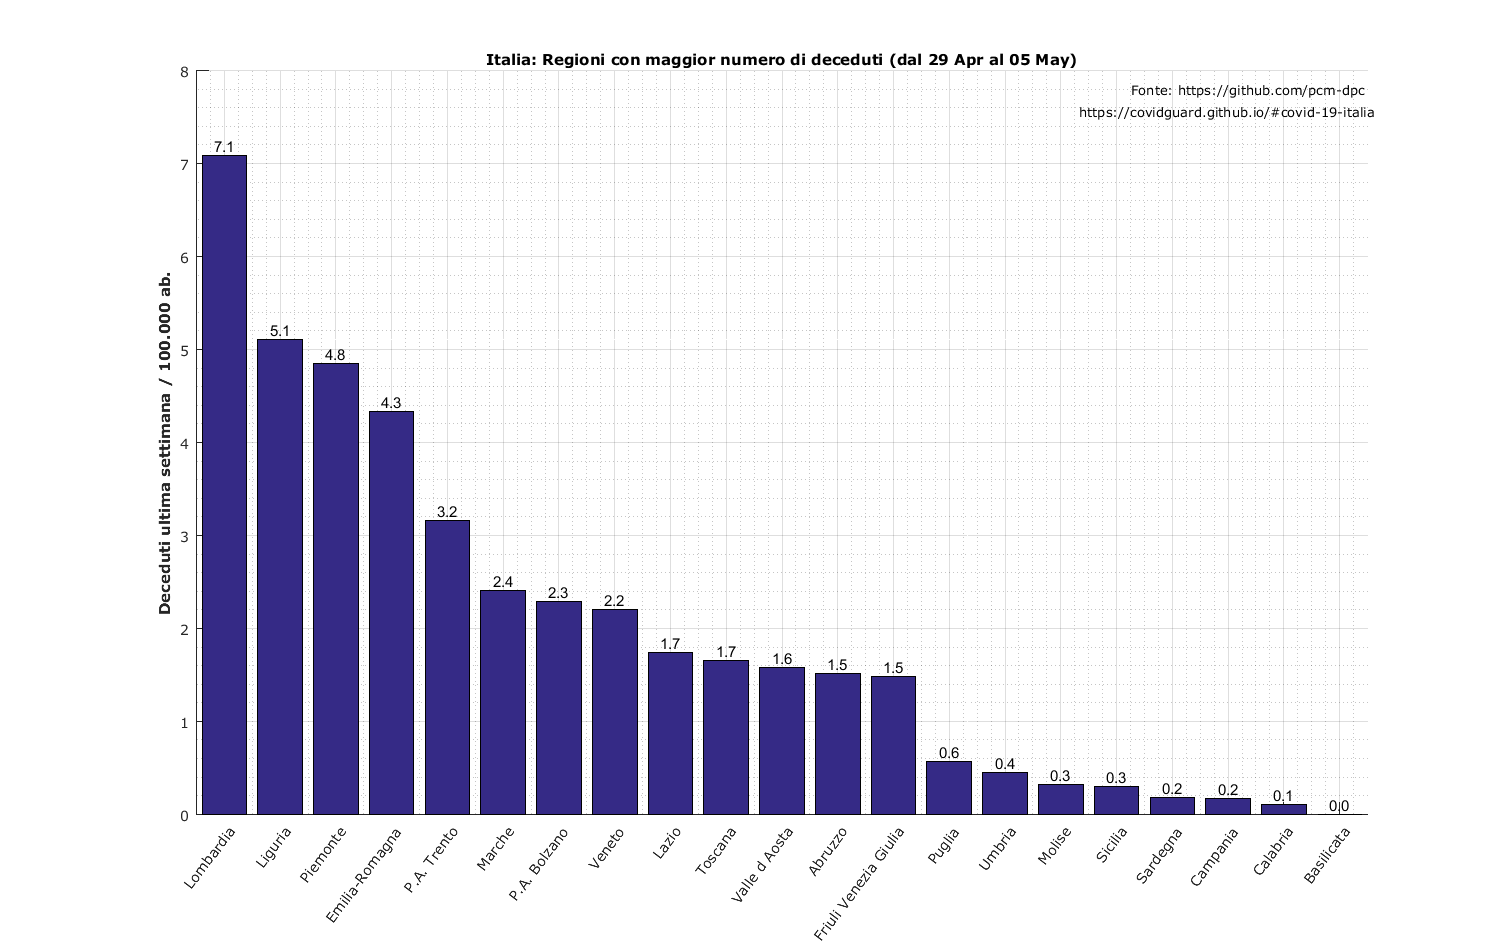 Italia: Regioni con maggior numero di deceduti (dal 29 Apr al 05 May)
Fonte: https://github.com/pcm-dpc
https://covidguard.github.io/#covid-19-italia
Deceduti ultima settimana / 100.000 ab.
8
7
6
5
4
3
2
1
0
7.1
5.1
4.8
4.3
3.2
2.4
2.3
2.2
1.7
1.7
1.6
1.5
1.5
0.6
0.4
0.3
0.3
0.2
0.2
0.1
0.0
Lombardia
Liguria
Piemonte
Emilia-Romagna
P.A. Trento
Marche
P.A. Bolzano
Veneto
Lazio
Toscana
Valle d Aosta
Abruzzo
Friuli Venezia Giulia
Puglia
Umbria
Molise
Sicilia
Sardegna
Campania
Calabria
Basilicata